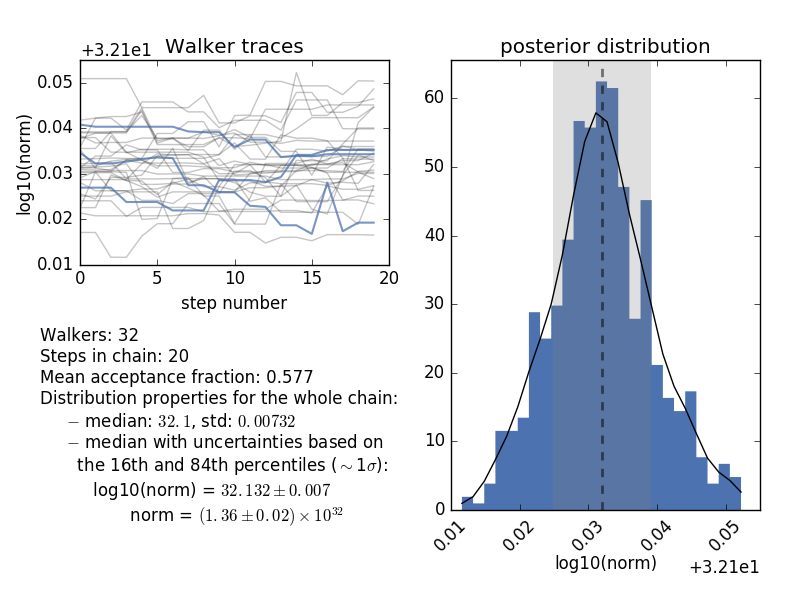 +3.21e1 Walker traces
0.05
0.04
0.03
0.02
0.01
log10(norm)
0 5 10 15 20
step number
Walkers: 32
Steps in chain: 20
Mean acceptance fraction: 0.577
Distribution properties for the whole chain:
− median: 32.1, std: 0.00732
− median with uncertainties based on
the 16th and 84th percentiles (∼1σ):
log10(norm) = 32.132±0.007
norm = (1.36±0.02)×10³²
posterior distribution
60
50
40
30
20
10
0
0.01 0.02 0.03 0.04 0.05
log10(norm) +3.21e1